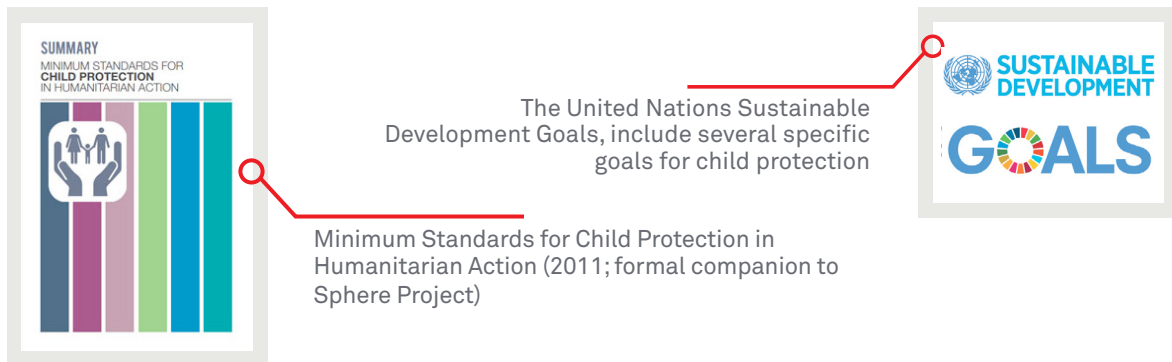 SUMMARY
MINIMUM STANDARDS FOR
CHILD PROTECTION
IN HUMANITARIAN ACTION
The United Nations Sustainable
Development Goals, include several specific
goals for child protection
SUSTAINABLE
DEVELOPMENT
GOALS
Minimum Standards for Child Protection in
Humanitarian Action (2011; formal companion to
Sphere Project)